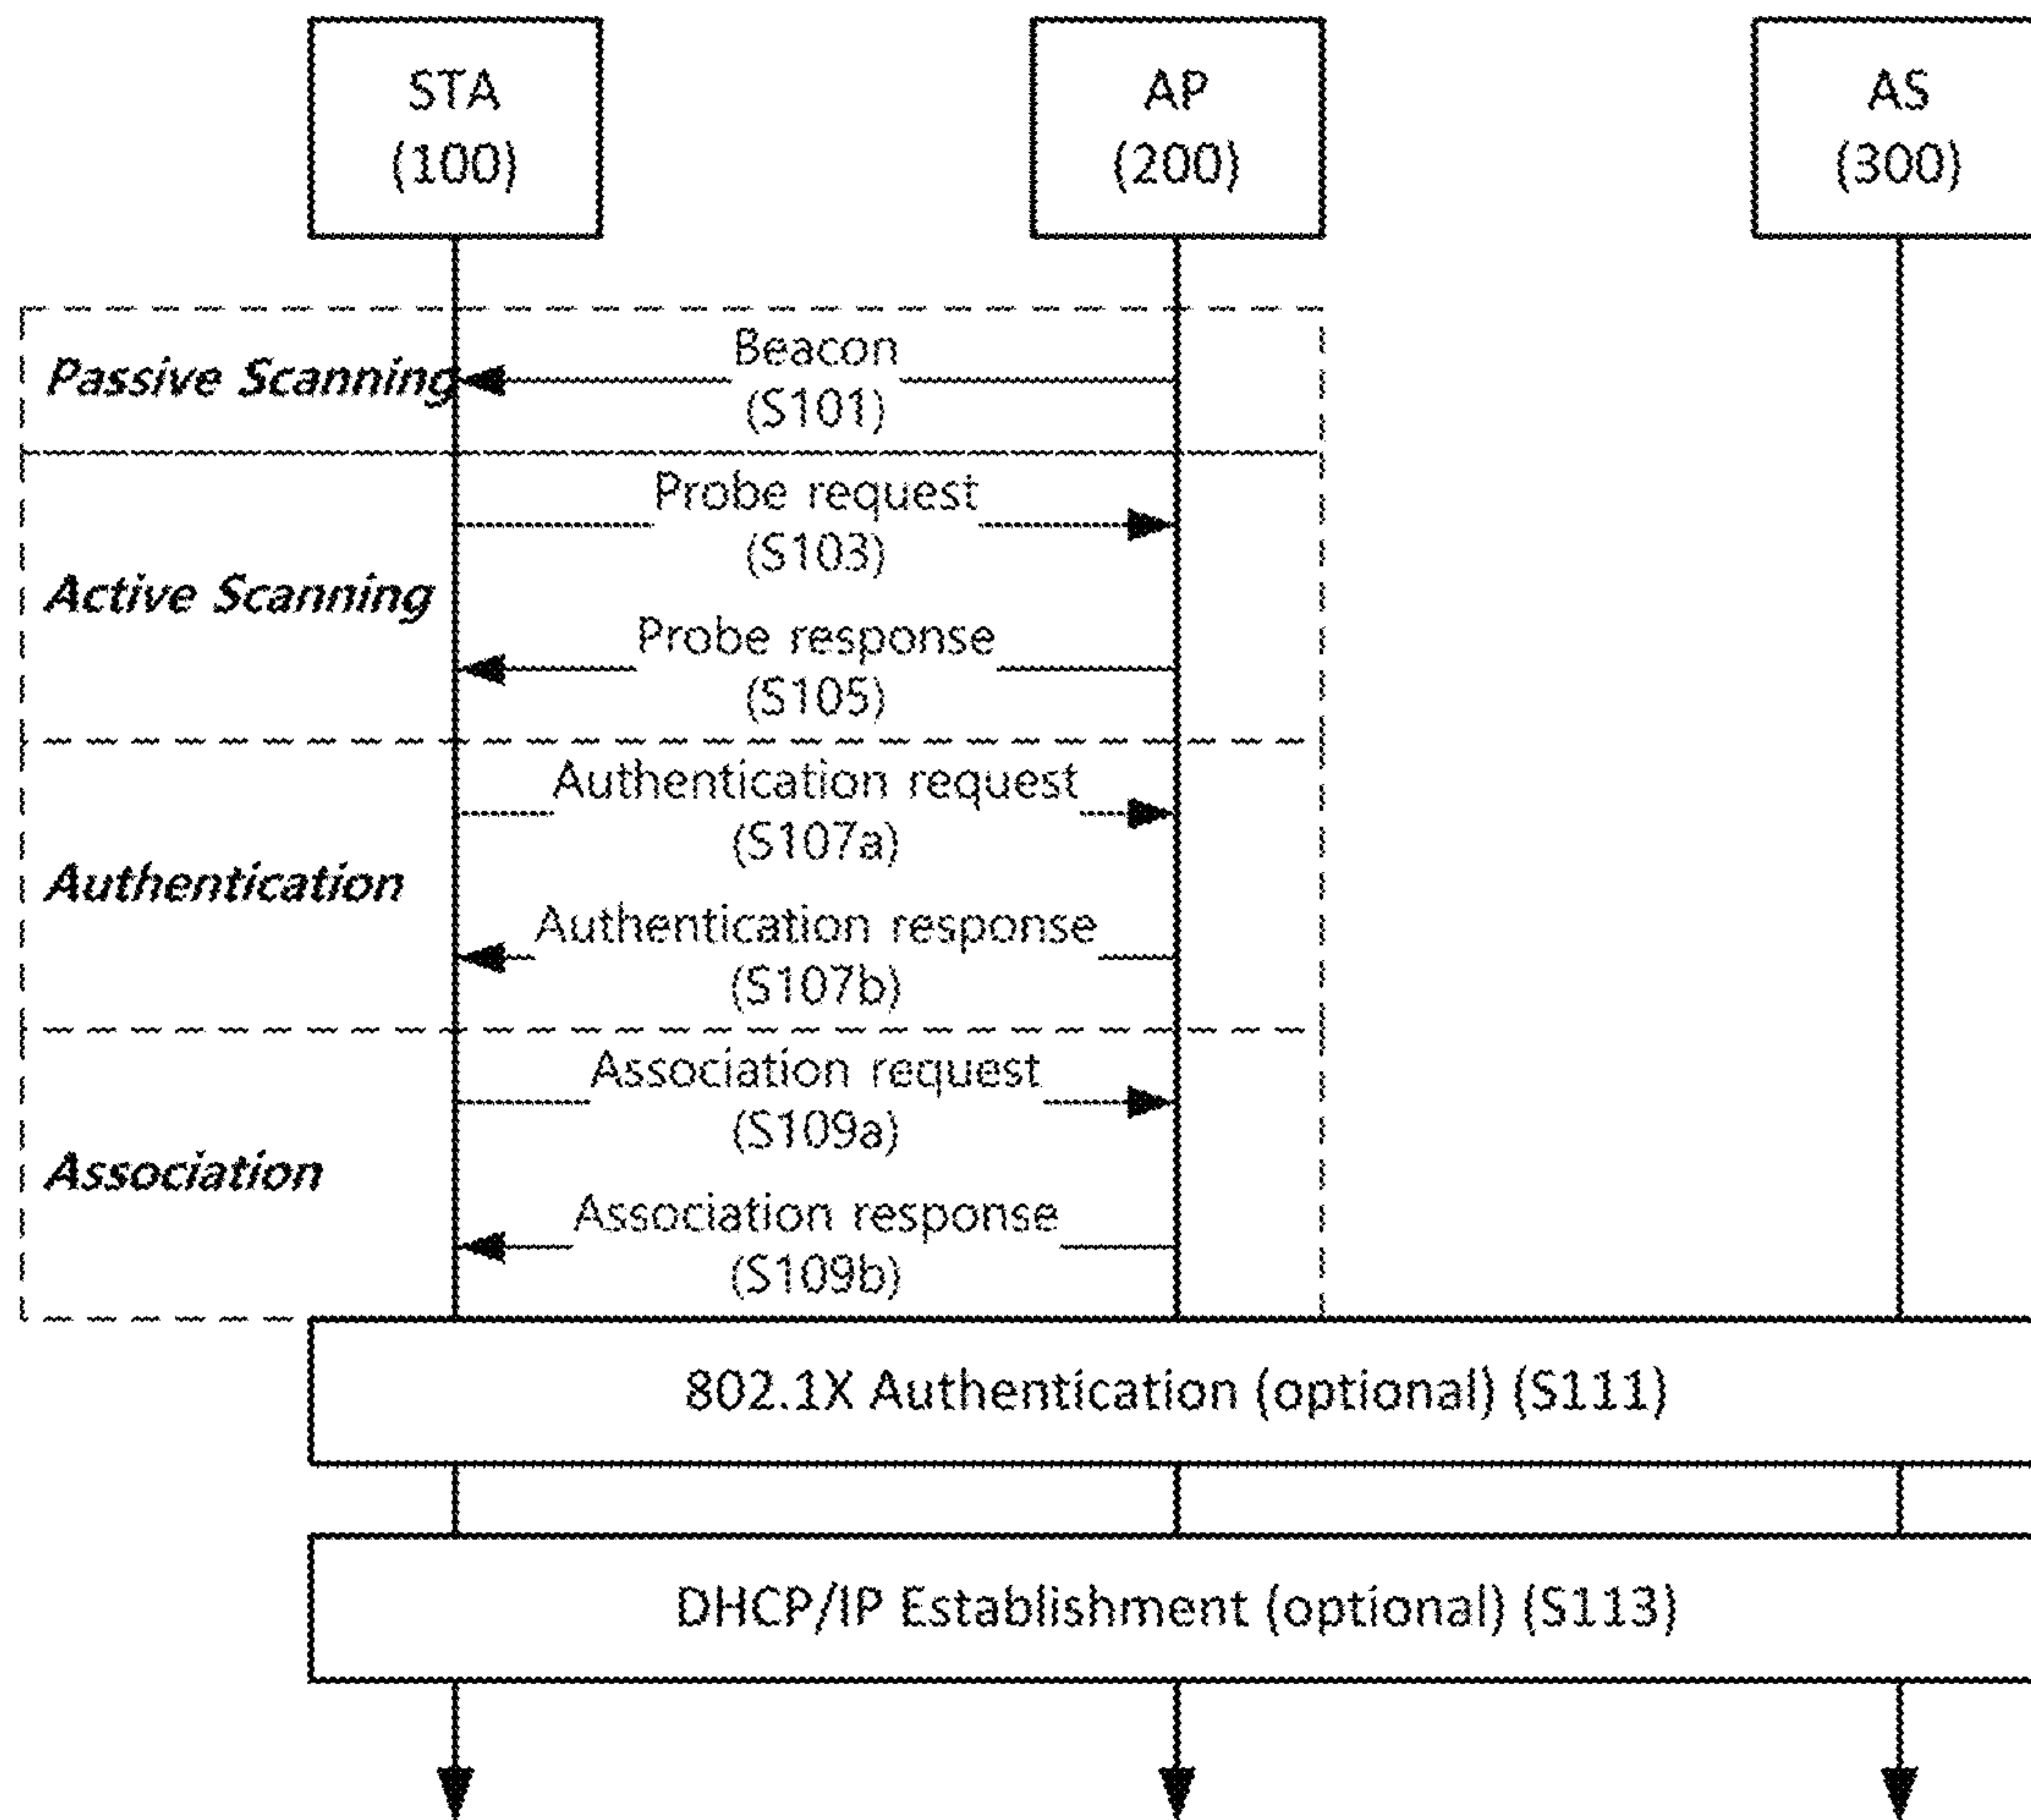 STA
(100)
AP
(200)
AS
(300)
Passive Scanning
Beacon
(S101)
Active Scanning
Probe request
(S103)
Probe response
(S105)
Authentication
Authentication request
(S107a)
Authentication response
(S107b)
Association
Association request
(S109a)
Association response
(S109b)
802.1X Authentication (optional) (S111)
DHCP/IP Establishment (optional) (S113)